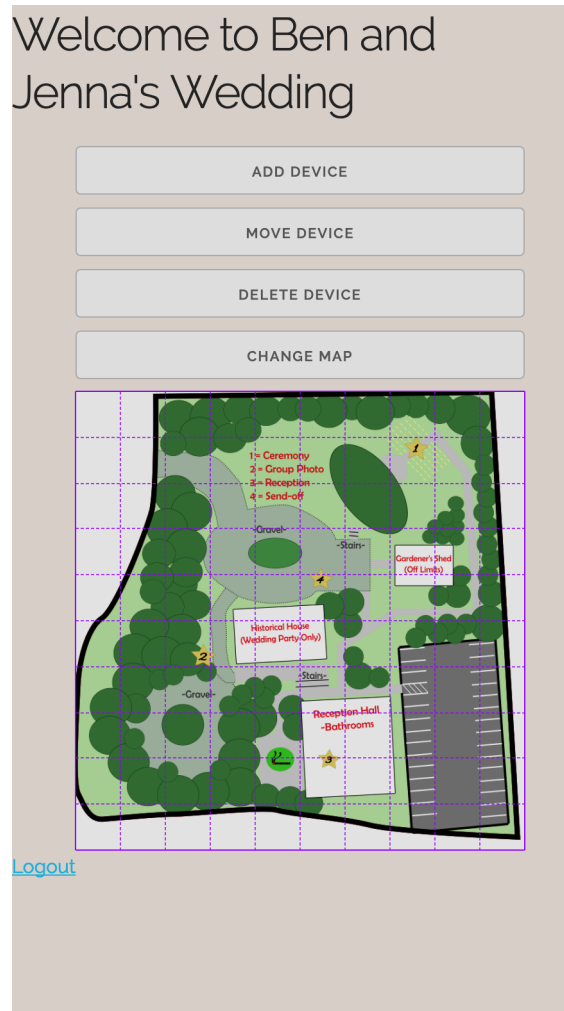 Welcome to Ben and
Jenna's Wedding
ADD DEVICE
MOVE DEVICE
DELETE DEVICE
CHANGE MAP
1 = Ceremony
2 = Group Photo
3 = Reception
4 = Send-off
1
-Gravel-
-Stairs-
Gardener's Shed
(Off Limits)
4
Historical House
(Wedding Party Only)
2
-Stairs-
-Gravel-
Reception Hall
-Bathrooms
3
Logout